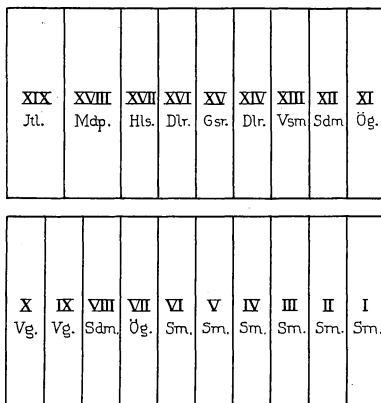 XIX XVIII XVII XVI XV XIV XIII XII XI
Jtl. Mdp. Hls. Dlr. Gsr. Dlr. Vsm. Sdm. Ög.
X IX VIII VII VI V IV III II I
Vg. Vg. Sdm. Ög. Sm. Sm. Sm. Sm. Sm. Sm.